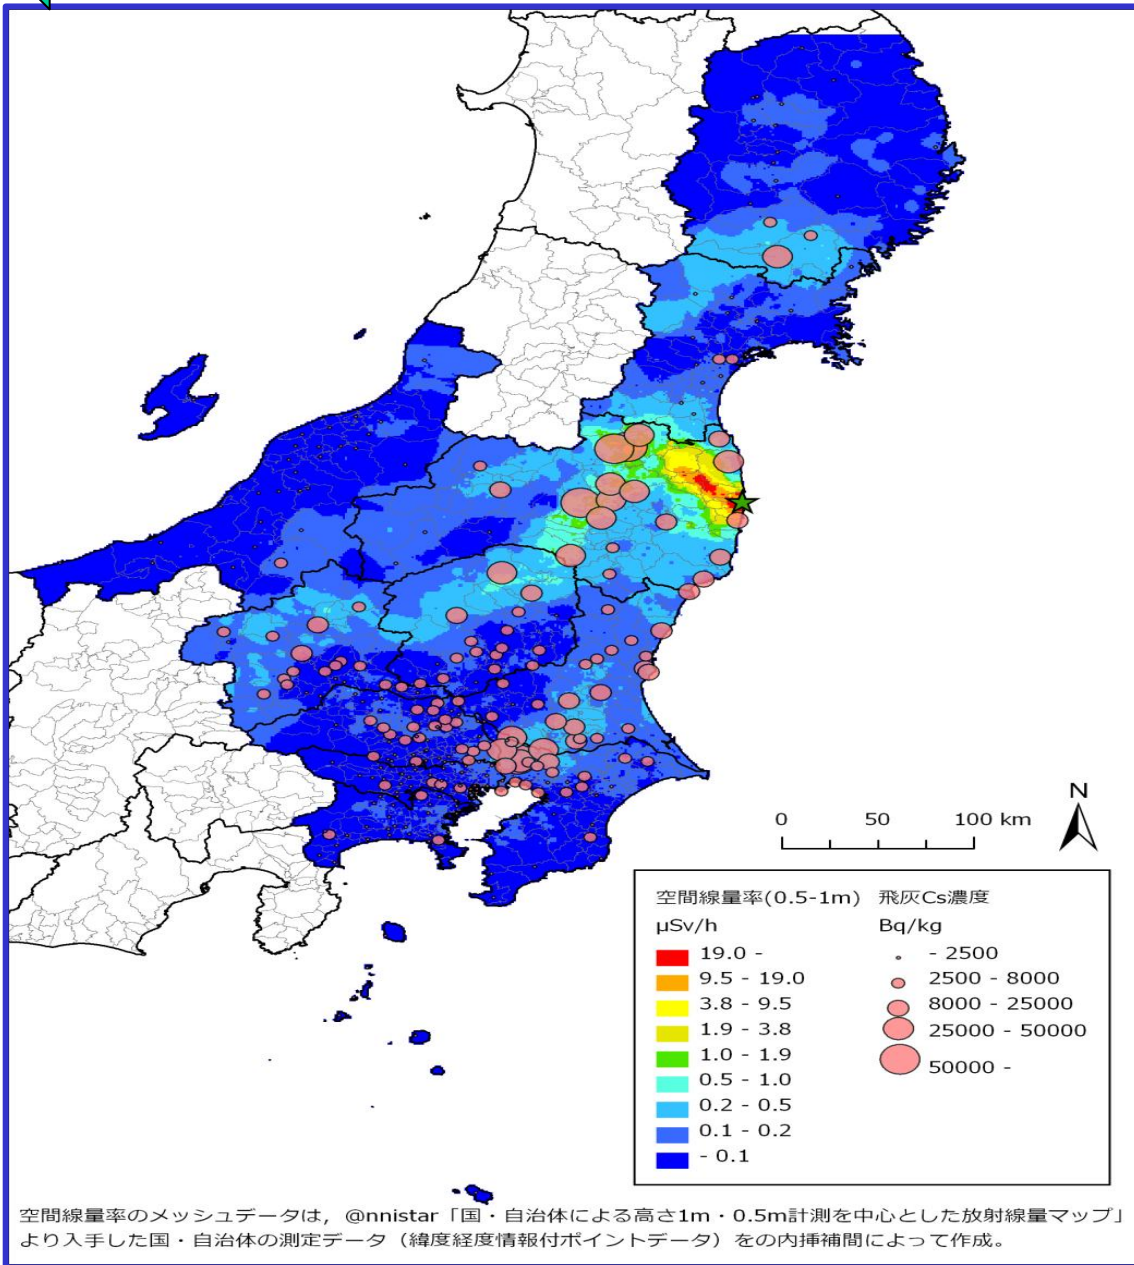 N
0 50 100 km
空間線量率(0.5-1m) 飛灰Cs濃度
μSv/h Bq/kg
19.0 - - 2500
9.5 - 19.0 2500 - 8000
3.8 - 9.5 8000 - 25000
1.9 - 3.8 25000 - 50000
1.0 - 1.9 50000 -
0.5 - 1.0
0.2 - 0.5
0.1 - 0.2
- 0.1
空間線量率のメッシュデータは，@nnistar「国・自治体による高さ1m・0.5m計測を中心とした放射線量マップ」
より入手した国・自治体の測定データ（緯度経度情報付ポイントデータ）をの内挿補間によって作成。